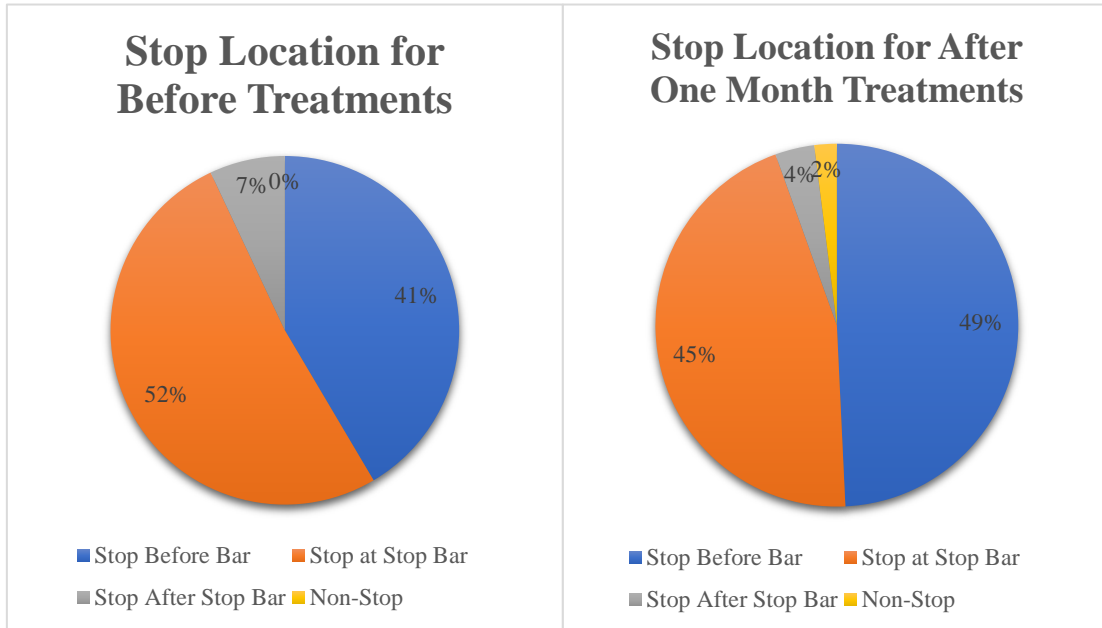 Stop Location for
Before Treatments
7%
0%
41%
52%
Stop Before Bar
Stop at Stop Bar
Stop After Stop Bar
Non-Stop
Stop Location for After
One Month Treatments
4%
2%
49%
45%
Stop Before Bar
Stop at Stop Bar
Stop After Stop Bar
Non-Stop